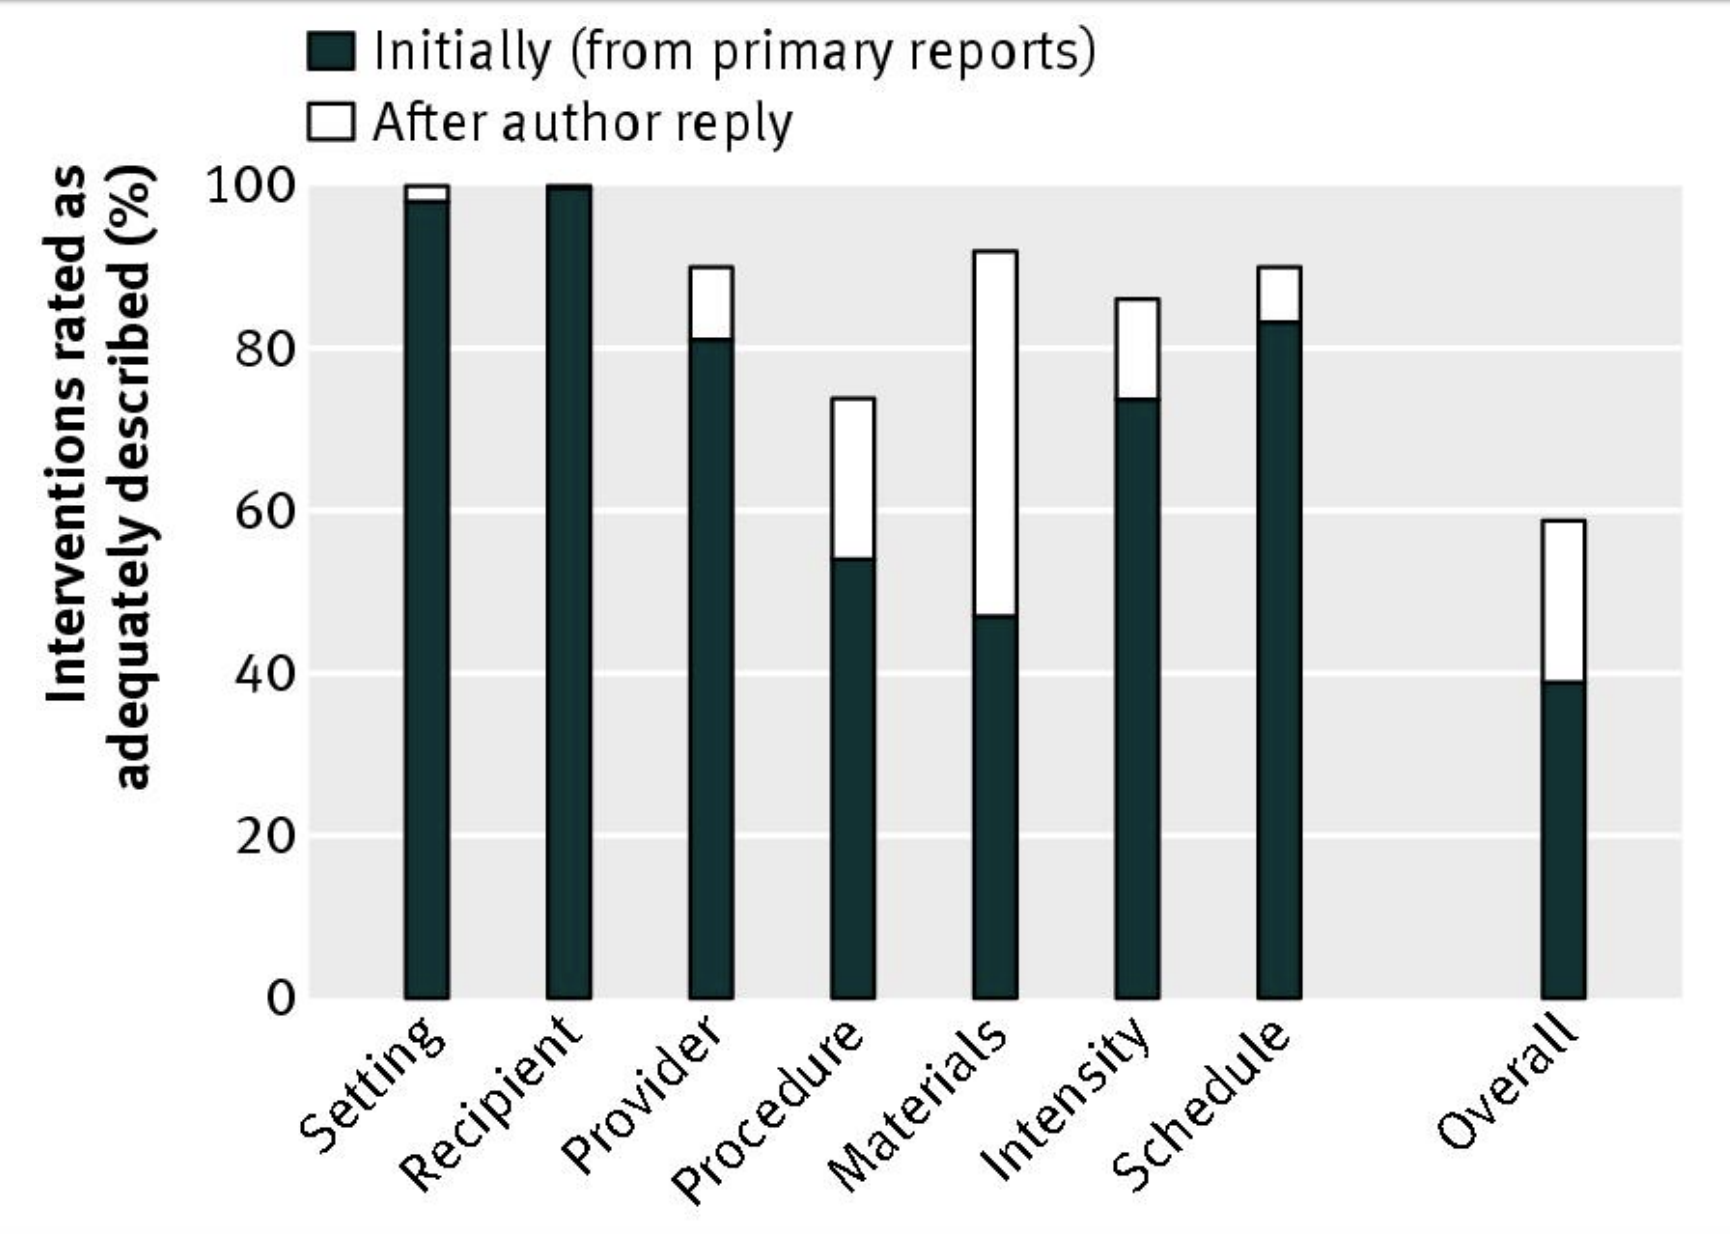 Initially (from primary reports)
After author reply
Interventions rated as
adequately described (%)
100
80
60
40
20
0
Setting
Recipient
Provider
Procedure
Materials
Intensity
Schedule
Overall